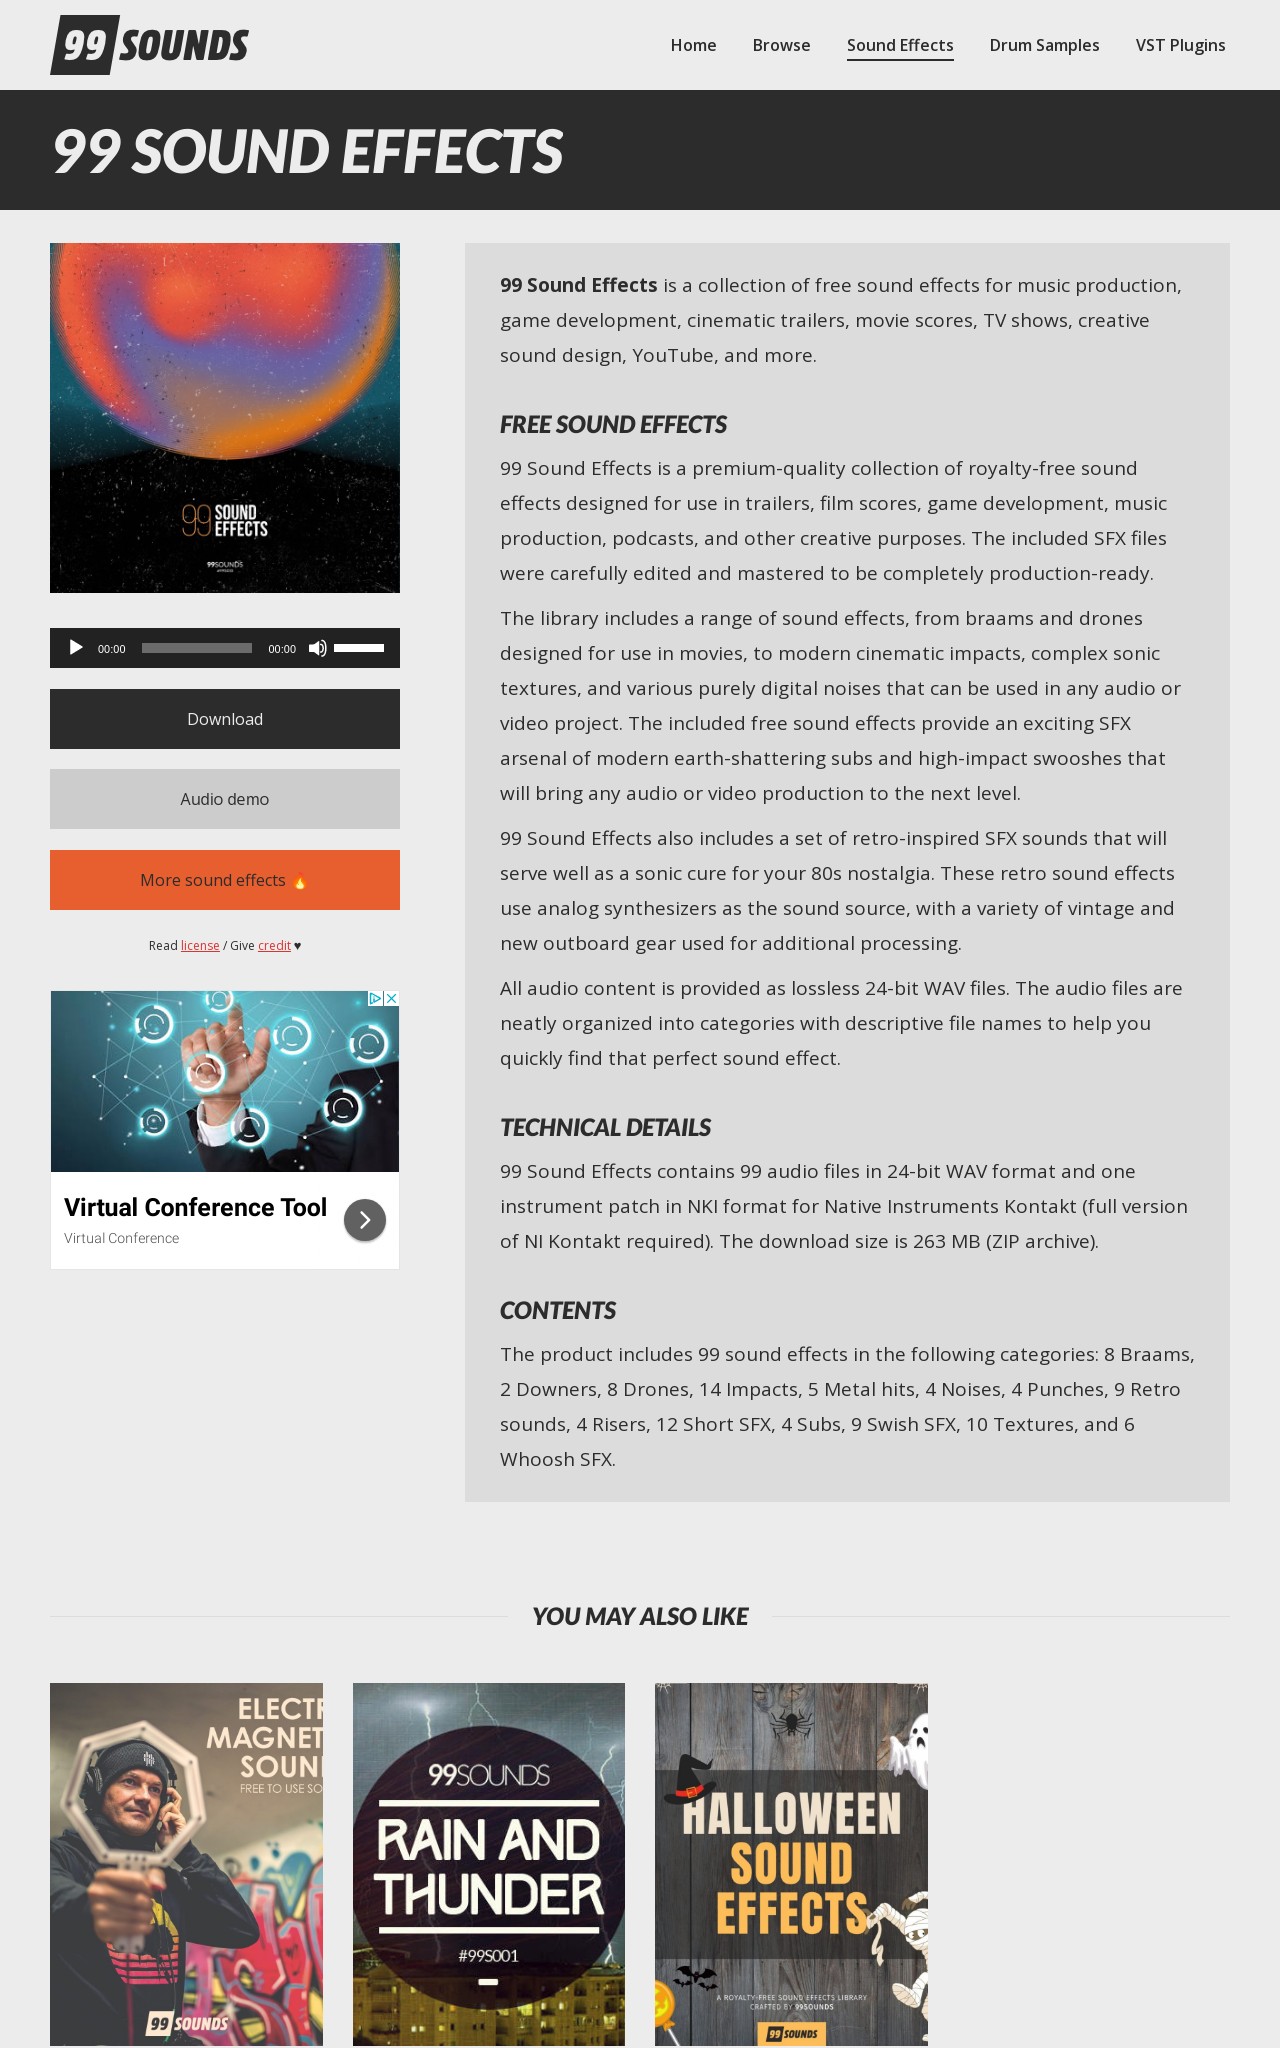 99 SOUNDS
Home Browse Sound Effects Drum Samples VST Plugins
99 SOUND EFFECTS
99 SOUND
EFFECTS
99SOUNDS
00:00 00:00
Download
Audio demo
More sound effects 🔥
Read license / Give credit ♥
Virtual Conference Tool
Virtual Conference
99 Sound Effects is a collection of free sound effects for music production,
game development, cinematic trailers, movie scores, TV shows, creative
sound design, YouTube, and more.
FREE SOUND EFFECTS
99 Sound Effects is a premium-quality collection of royalty-free sound
effects designed for use in trailers, film scores, game development, music
production, podcasts, and other creative purposes. The included SFX files
were carefully edited and mastered to be completely production-ready.
The library includes a range of sound effects, from braams and drones
designed for use in movies, to modern cinematic impacts, complex sonic
textures, and various purely digital noises that can be used in any audio or
video project. The included free sound effects provide an exciting SFX
arsenal of modern earth-shattering subs and high-impact swooshes that
will bring any audio or video production to the next level.
99 Sound Effects also includes a set of retro-inspired SFX sounds that will
serve well as a sonic cure for your 80s nostalgia. These retro sound effects
use analog synthesizers as the sound source, with a variety of vintage and
new outboard gear used for additional processing.
All audio content is provided as lossless 24-bit WAV files. The audio files are
neatly organized into categories with descriptive file names to help you
quickly find that perfect sound effect.
TECHNICAL DETAILS
99 Sound Effects contains 99 audio files in 24-bit WAV format and one
instrument patch in NKI format for Native Instruments Kontakt (full version
of NI Kontakt required). The download size is 263 MB (ZIP archive).
CONTENTS
The product includes 99 sound effects in the following categories: 8 Braams,
2 Downers, 8 Drones, 14 Impacts, 5 Metal hits, 4 Noises, 4 Punches, 9 Retro
sounds, 4 Risers, 12 Short SFX, 4 Subs, 9 Swish SFX, 10 Textures, and 6
Whoosh SFX.
YOU MAY ALSO LIKE
ELECTR
MAGNET
SOUN
FREE TO USE SO
99 SOUNDS
99SOUNDS
RAIN AND
THUNDER
#99S001
HALLOWEEN
SOUND
EFFECTS
A ROYALTY-FREE SOUND EFFECTS LIBRARY
CRAFTED BY 99SOUNDS
99 SOUNDS